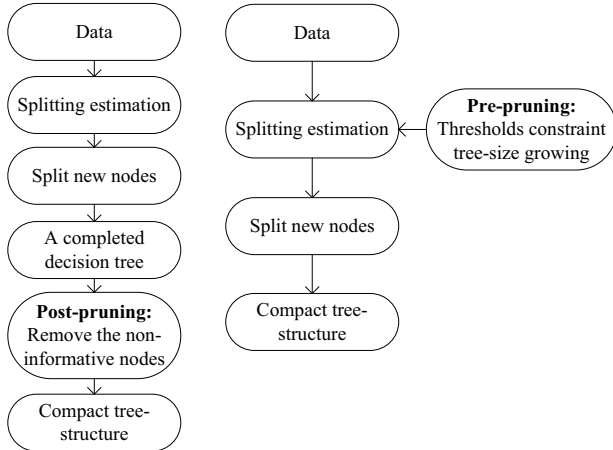 Data
Splitting estimation
Split new nodes
A completed
decision tree
Post-pruning:
Remove the non-
informative nodes
Compact tree-
structure
Data
Splitting estimation
Split new nodes
Compact tree-
structure
Pre-pruning:
Thresholds constraint
tree-size growing